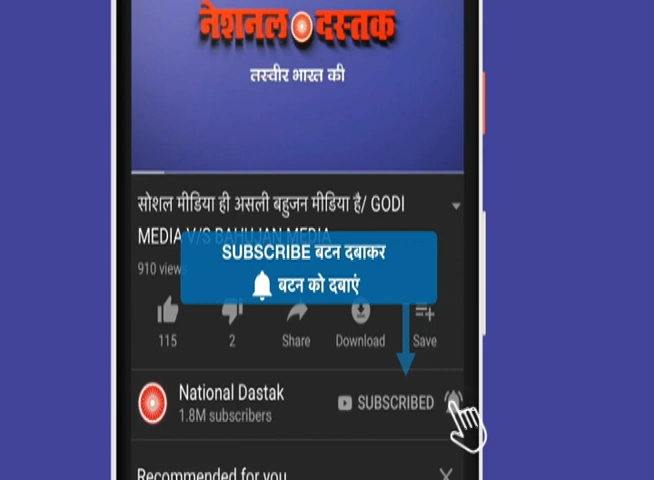 नेशनल दस्तक
तस्वीर भारत की
सोशल मीडिया ही असली बहुजन मीडिया है/ GODI
MEDIA V/S BAHUJAN MEDIA
SUBSCRIBE बटन दबाकर
बटन को दबाएं
910 views
115
2
Share
Download
Save
National Dastak
1.8M subscribers
SUBSCRIBED
Recommended for you